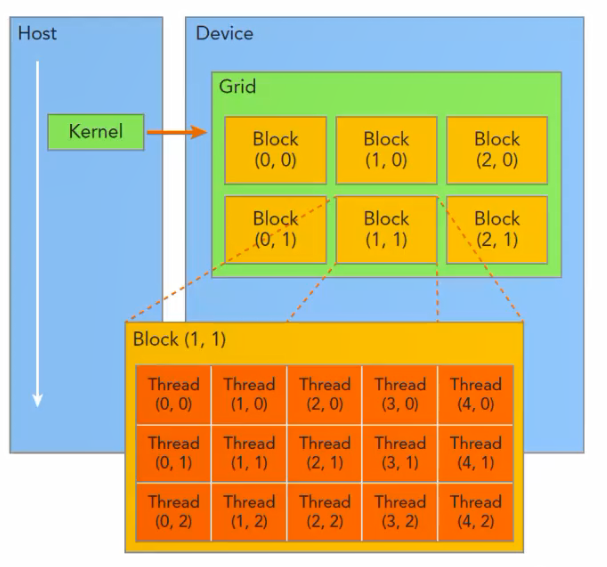 Host
Device
Grid
Kernel
Block
(0, 0)
Block
(1, 0)
Block
(2, 0)
Block
(0, 1)
Block
(1, 1)
Block
(2, 1)
Block (1, 1)
Thread
(0, 0)
Thread
(1, 0)
Thread
(2, 0)
Thread
(3, 0)
Thread
(4, 0)
Thread
(0, 1)
Thread
(1, 1)
Thread
(2, 1)
Thread
(3, 1)
Thread
(4, 1)
Thread
(0, 2)
Thread
(1, 2)
Thread
(2, 2)
Thread
(3, 2)
Thread
(4, 2)